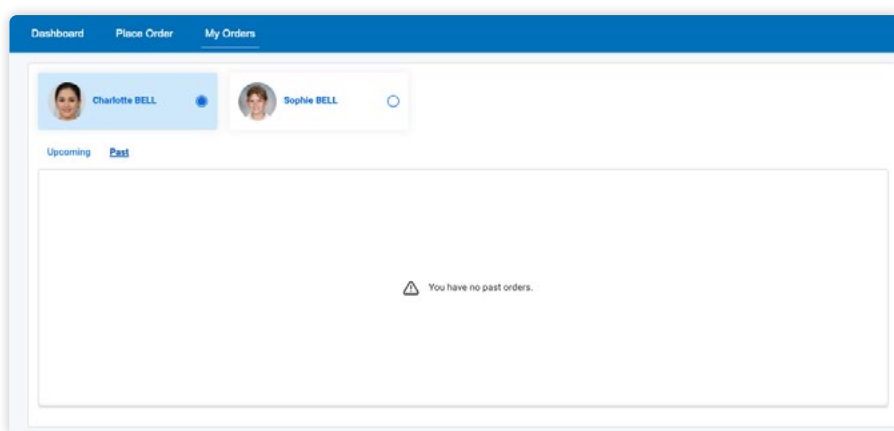 Dashboard Place Order My Orders
Charlotte BELL Sophie BELL
Upcoming Past
You have no past orders.